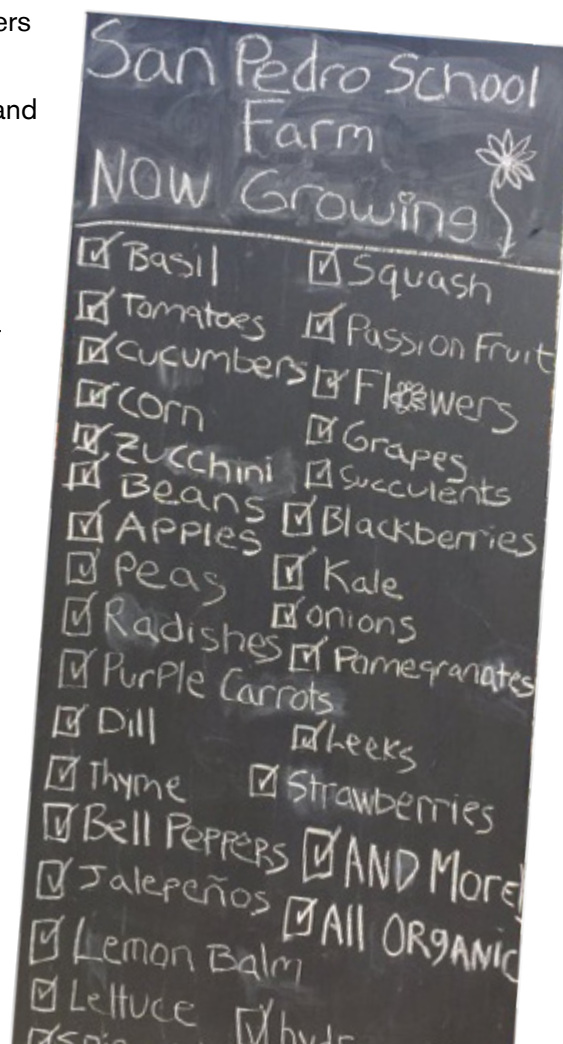 ers
and
San Pedro School
Farm
NOW Growing
Basil
Tomatoes
Cucumbers
Corn
Zucchini
Beans
Apples
Peas
Radishes
Purple Carrots
Dill
Thyme
Bell Peppers
Jalepeños
Lemon Balm
Lettuce
Squash
Passion Fruit
Flowers
Grapes
Succulents
Blackberries
Kale
onions
Pomegranates
Leeks
Strawberries
AND More!
All ORgANIC